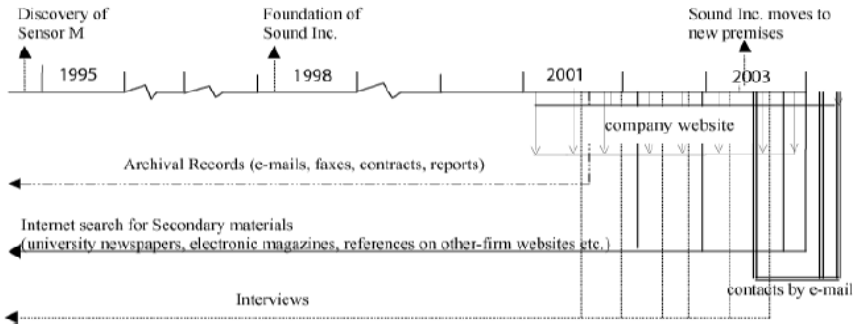 Discovery of
Sensor M
Foundation of
Sound Inc.
Sound Inc. moves to
new premises
1995
1998
2001
2003
company website
Archival Records (e-mails, faxes, contracts, reports)
Internet search for Secondary materials
(university newspapers, electronic magazines, references on other-firm websites etc.)
contacts by e-mail
Interviews